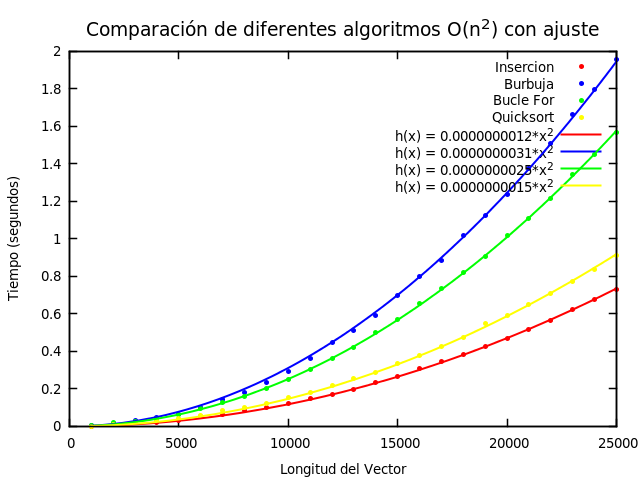 Comparación de diferentes algoritmos O(n²) con ajuste
Insercion
Burbuja
Bucle For
Quicksort
h(x) = 0.0000000012*x²
h(x) = 0.0000000031*x²
h(x) = 0.0000000025*x²
h(x) = 0.0000000015*x²
2
1.8
1.6
1.4
1.2
1
0.8
0.6
0.4
0.2
0
Tiempo (segundos)
0
5000
10000
15000
20000
25000
Longitud del Vector